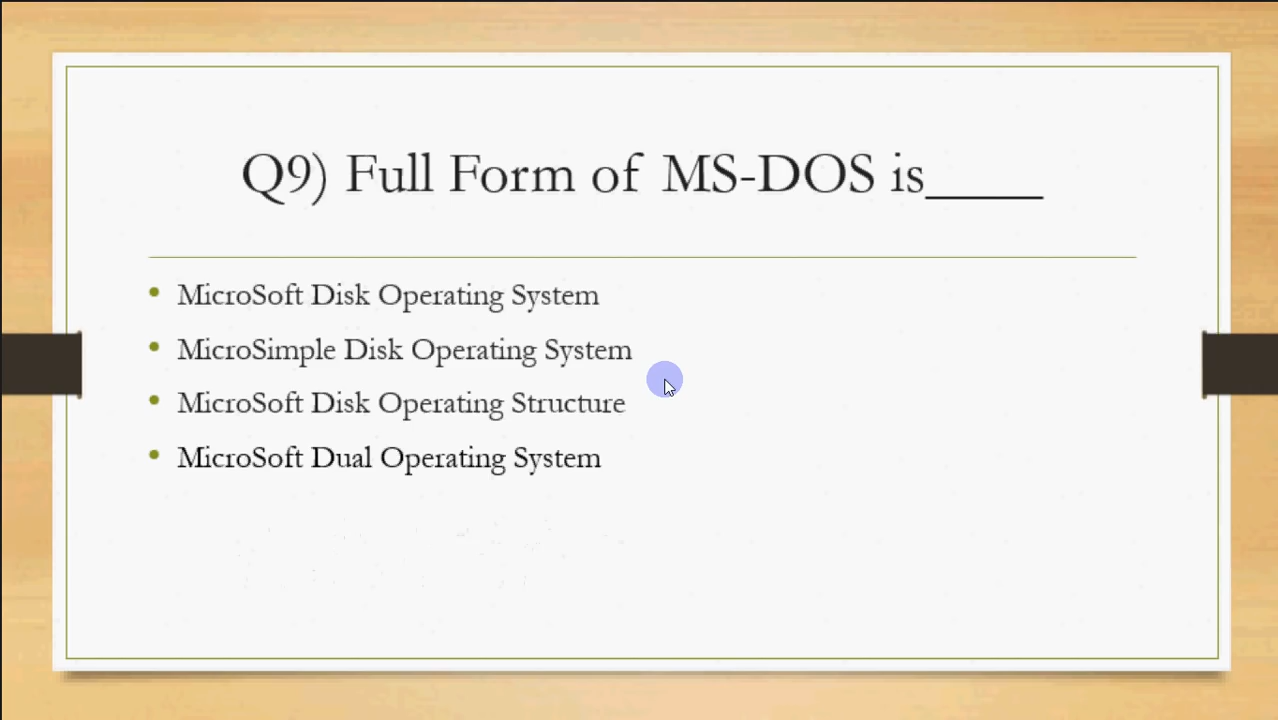 Q9) Full Form of MS-DOS is_____
• MicroSoft Disk Operating System
• MicroSimple Disk Operating System
• MicroSoft Disk Operating Structure
• MicroSoft Dual Operating System